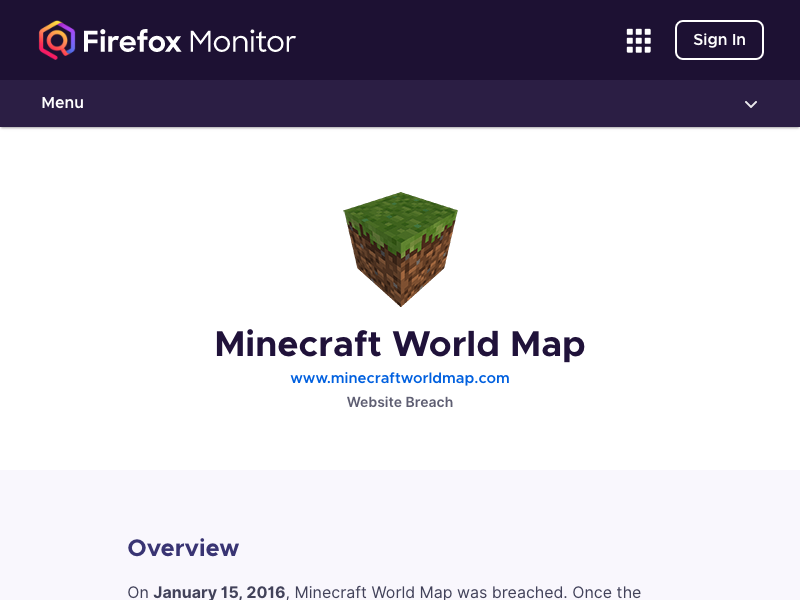 Firefox Monitor
Sign In
Menu
Minecraft World Map
www.minecraftworldmap.com
Website Breach
Overview
On January 15, 2016, Minecraft World Map was breached. Once the